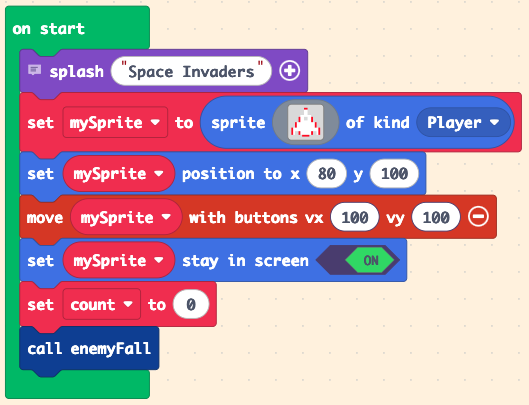 on start
splash "Space Invaders"
set mySprite to sprite of kind Player
set mySprite position to x 80 y 100
move mySprite with buttons vx 100 vy 100
set mySprite stay in screen ON
set count to 0
call enemyFall